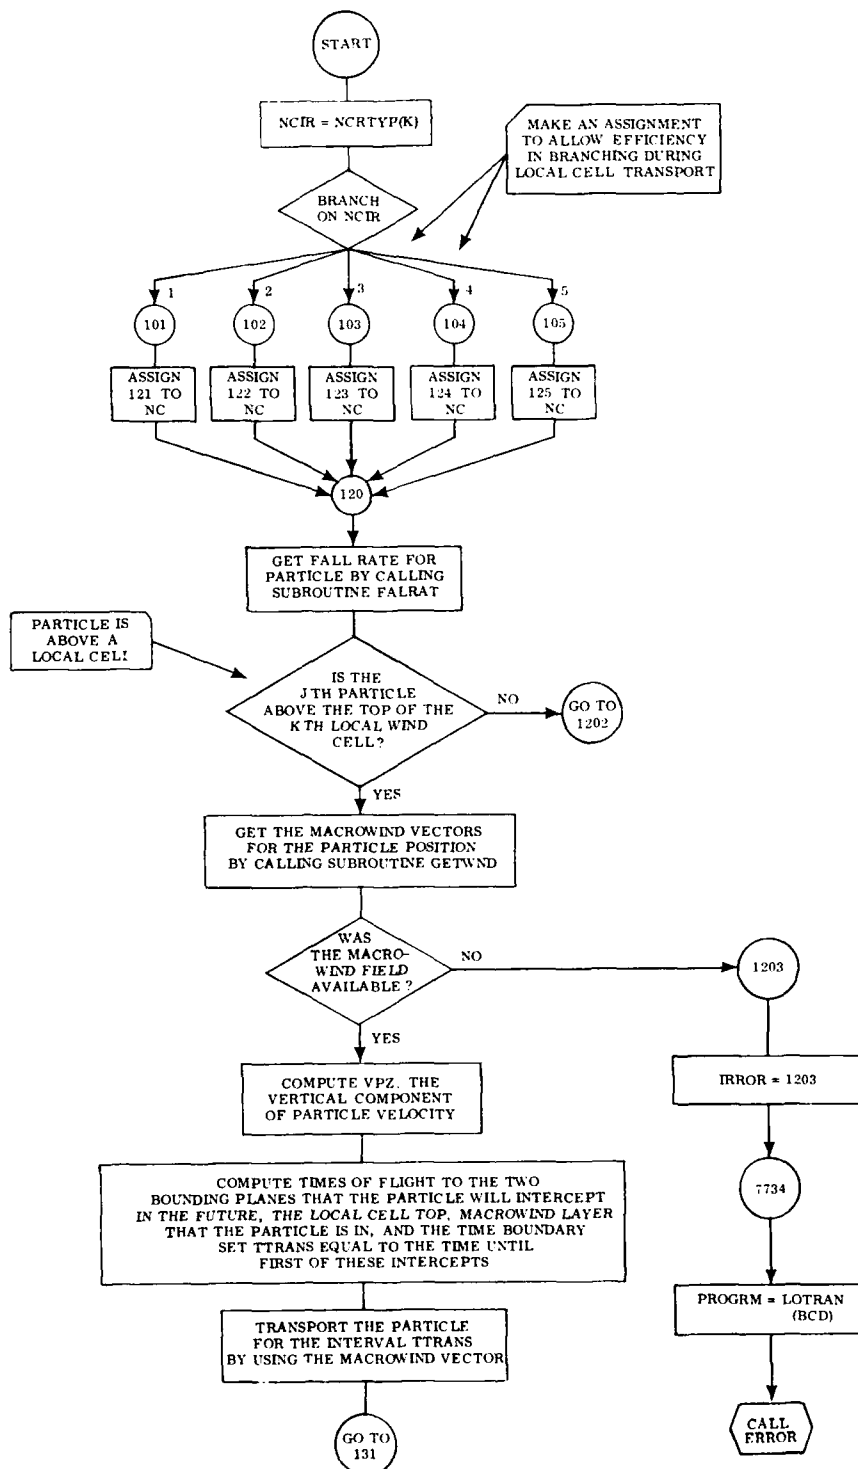 START
NCIR = NCRTYP(K)
MAKE AN ASSIGNMENT
TO ALLOW EFFICIENCY
IN BRANCHING DURING
LOCAL CELL TRANSPORT
BRANCH
ON NCIR
1
2
3
4
5
101
102
103
104
105
ASSIGN
121 TO
NC
ASSIGN
122 TO
NC
ASSIGN
123 TO
NC
ASSIGN
124 TO
NC
ASSIGN
125 TO
NC
120
GET FALL RATE FOR
PARTICLE BY CALLING
SUBROUTINE FALRAT
PARTICLE IS
ABOVE A
LOCAL CELL
IS THE
JTH PARTICLE
ABOVE THE TOP OF THE
KTH LOCAL WIND
CELL?
NO
GO TO
1202
YES
GET THE MACROWIND VECTORS
FOR THE PARTICLE POSITION
BY CALLING SUBROUTINE GETWND
WAS
THE MACRO-
WIND FIELD
AVAILABLE?
NO
1203
YES
IRROR = 1203
COMPUTE VPZ, THE
VERTICAL COMPONENT
OF PARTICLE VELOCITY
7734
COMPUTE TIMES OF FLIGHT TO THE TWO
BOUNDING PLANES THAT THE PARTICLE WILL INTERCEPT
IN THE FUTURE, THE LOCAL CELL TOP, MACROWIND LAYER
THAT THE PARTICLE IS IN, AND THE TIME BOUNDARY
SET TTRANS EQUAL TO THE TIME UNTIL
FIRST OF THESE INTERCEPTS
PROGRM = LOTRAN
(BCD)
TRANSPORT THE PARTICLE
FOR THE INTERVAL TTRANS
BY USING THE MACROWIND VECTOR
GO TO
131
CALL
ERROR